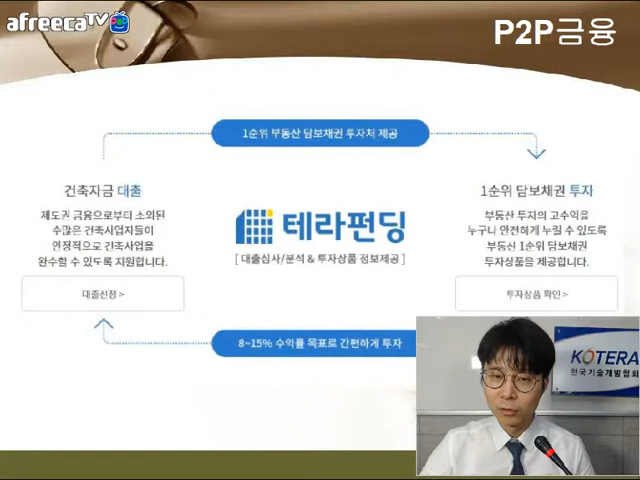 afreecaTV
P2P금융
1순위 부동산 담보채권 투자처 제공
건축자금 대출
제도권 금융으로부터 소외된
수많은 건축사업자들이
안정적으로 건축사업을
완수할 수 있도록 지원합니다.
대출신청 >
테라펀딩
[ 대출심사/분석 & 투자상품 정보제공 ]
1순위 담보채권 투자
부동산 투자의 고수익을
누구나 안전하게 누릴 수 있도록
부동산 1순위 담보채권
투자상품을 제공합니다.
투자상품 확인 >
8~15% 수익률 목표로 간편하게 투자
KOTERA
한국기술개발협회